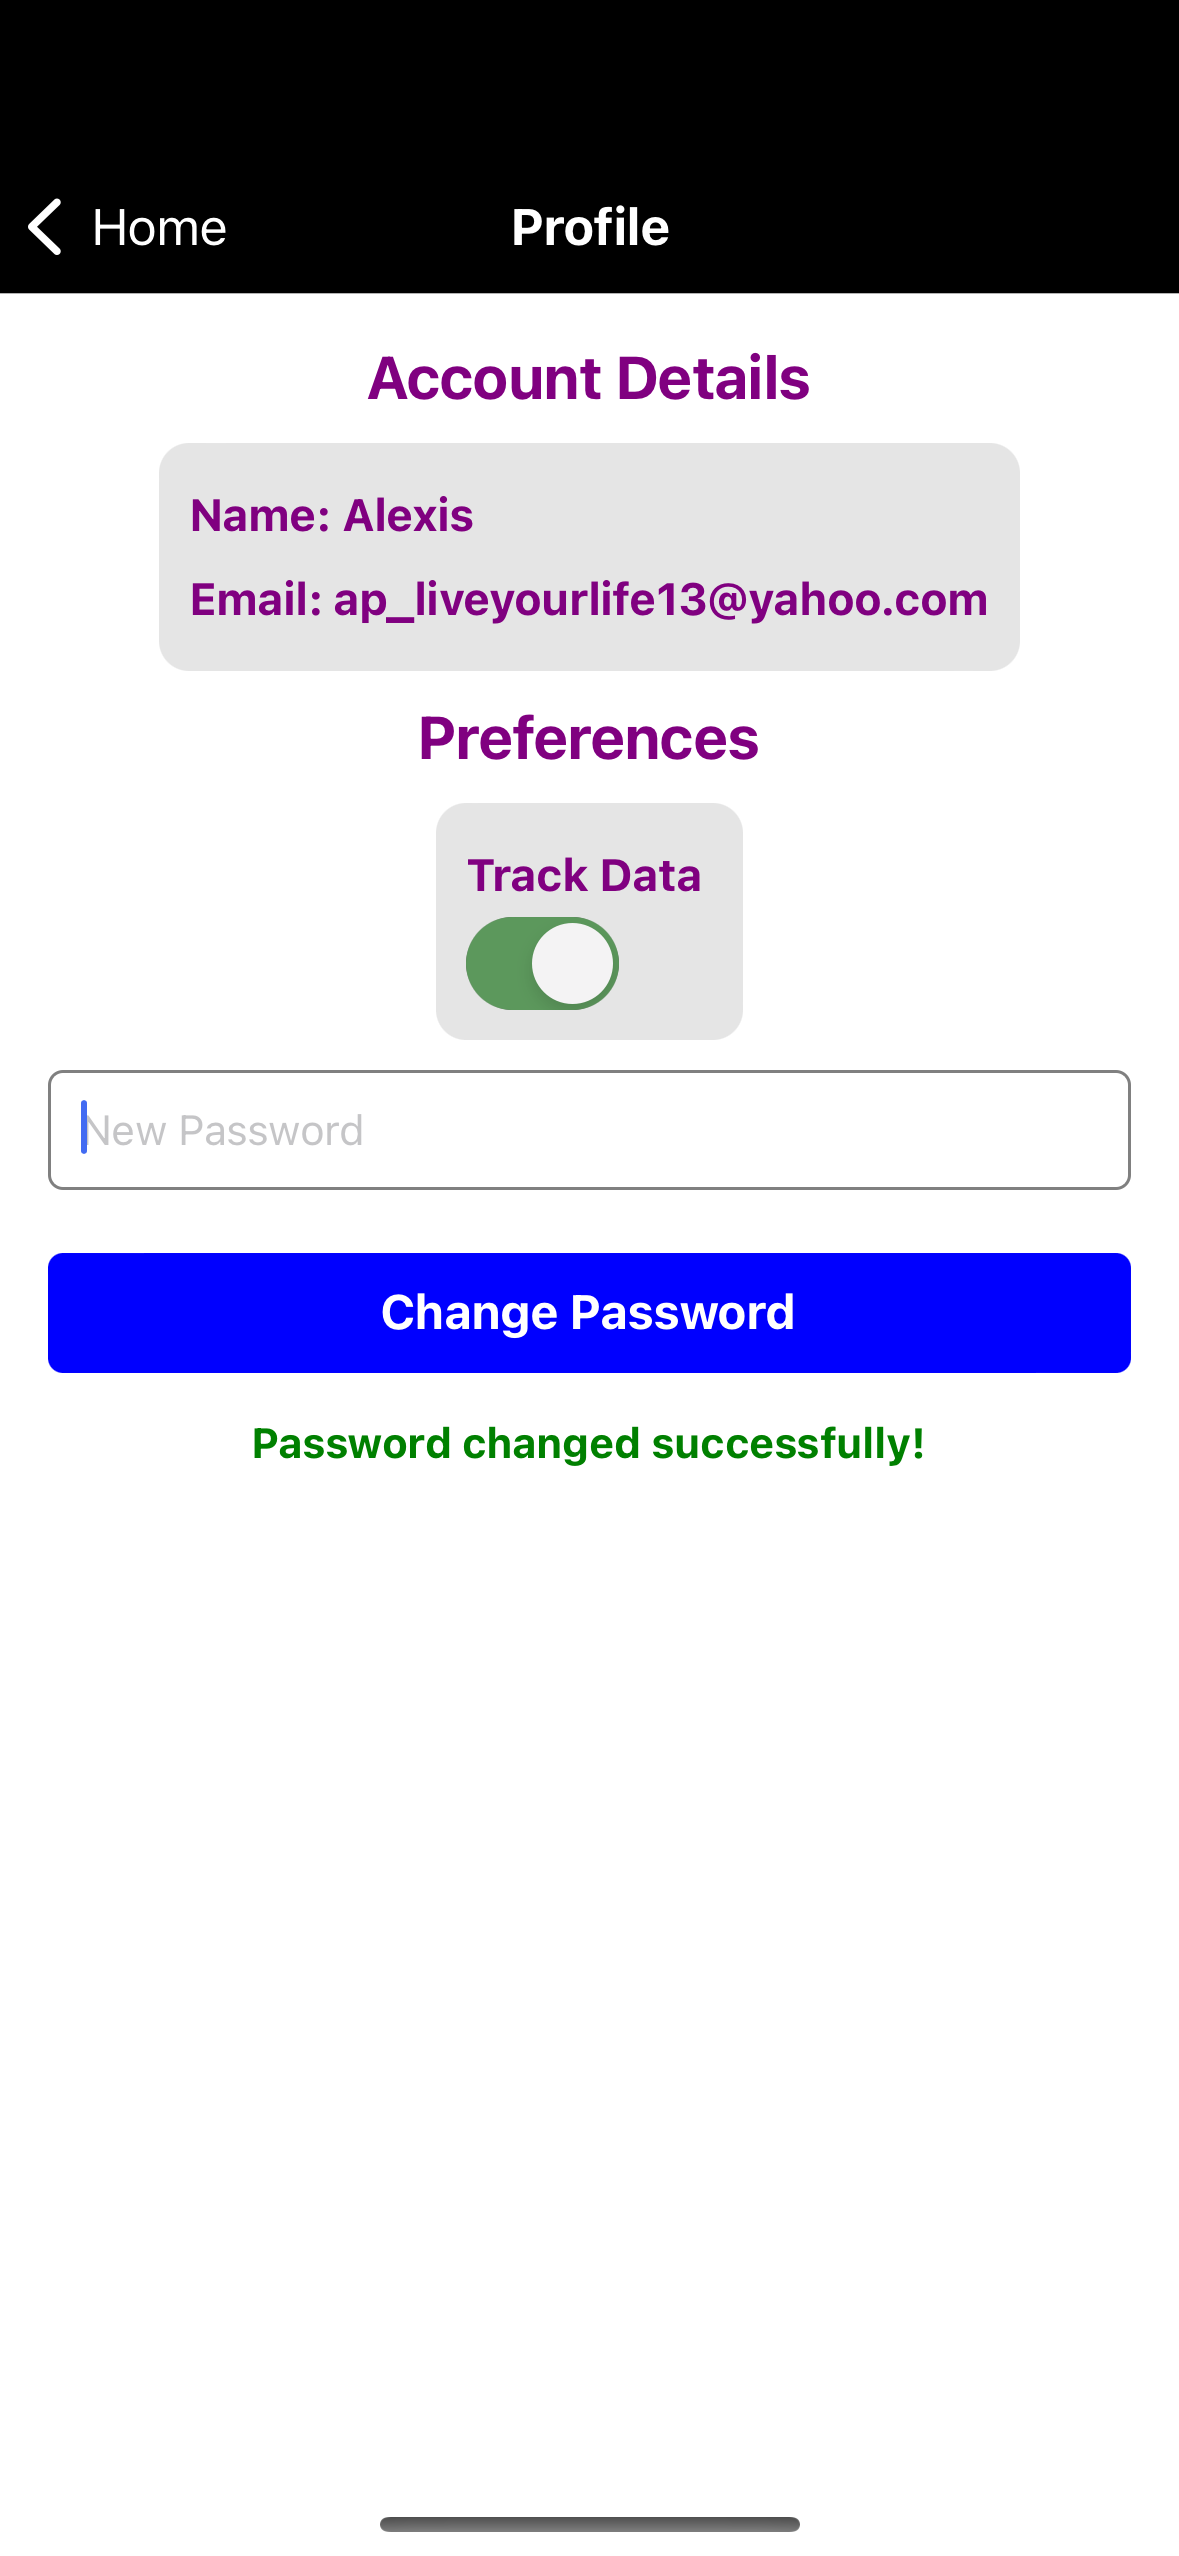 Home
Profile
Account Details
Name: Alexis
Email: ap_liveyourlife13@yahoo.com
Preferences
Track Data
New Password
Change Password
Password changed successfully!